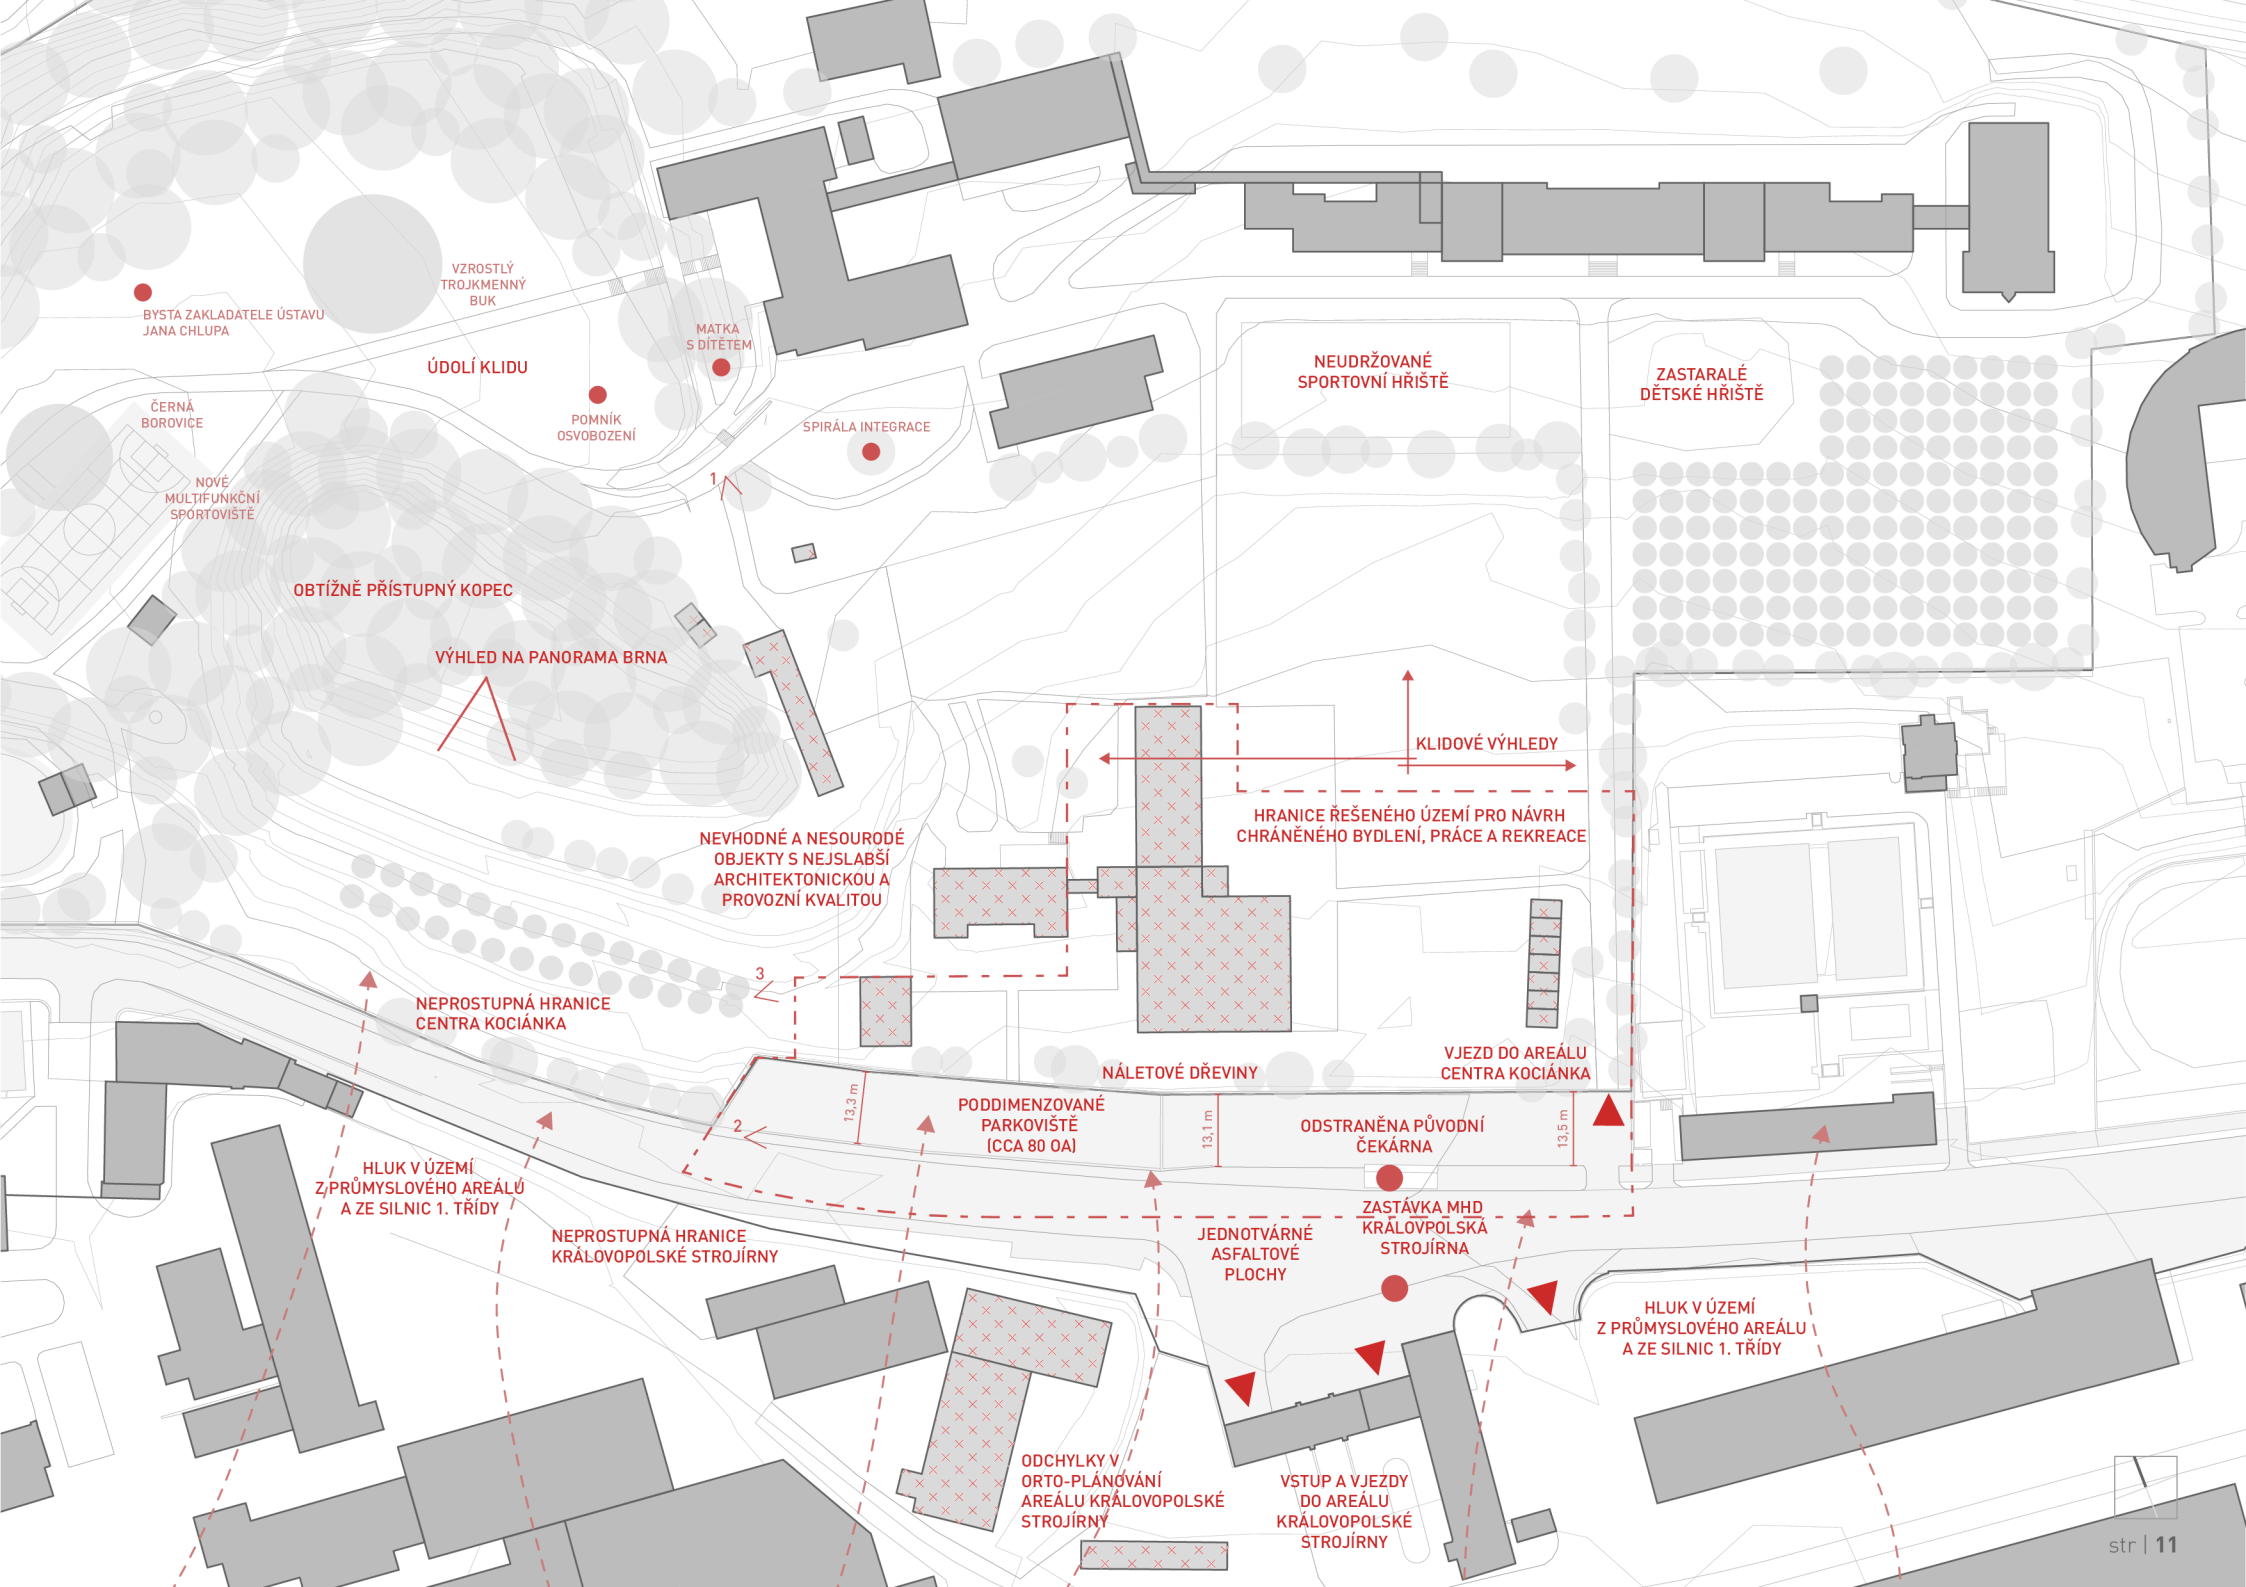 VZROSTLÝ
TROJKMENNÝ
BUK
BYSTA ZAKLADATELE ÚSTAVU
JANA CHLUPA
MATKA
S DÍTĚTEM
ÚDOLÍ KLIDU
ČERNÁ
BOROVICE
POMNÍK
OSVOBOZENÍ
SPIRÁLA INTEGRACE
NEUDRŽOVANÉ
SPORTOVNÍ HŘIŠTĚ
ZASTARALÉ
DĚTSKÉ HŘIŠTĚ
NOVÉ
MULTIFUNKČNÍ
SPORTOVIŠTĚ
1
OBTÍŽNĚ PŘÍSTUPNÝ KOPEC
VÝHLED NA PANORAMA BRNA
KLIDOVÉ VÝHLEDY
HRANICE ŘEŠENÉHO ÚZEMÍ PRO NÁVRH
CHRÁNĚNÉHO BYDLENÍ, PRÁCE A REKREACE
NEVHODNÉ A NESOURODÉ
OBJEKTY S NEJSLABŠÍ
ARCHITEKTONICKOU A
PROVOZNÍ KVALITOU
3
NEPROSTUPNÁ HRANICE
CENTRA KOCIÁNKA
NÁLETOVÉ DŘEVINY
VJEZD DO AREÁLU
CENTRA KOCIÁNKA
13,3 m
PODDIMENZOVANÉ
PARKOVIŠTĚ
(CCA 80 OA)
2
13,1 m
ODSTRANĚNA PŮVODNÍ
ČEKÁRNA
13,5 m
HLUK V ÚZEMÍ
Z PRŮMYSLOVÉHO AREÁLU
A ZE SILNIC 1. TŘÍDY
NEPROSTUPNÁ HRANICE
KRÁLOVOPOLSKÉ STROJÍRNY
JEDNOTVÁRNÉ
ASFALTOVÉ
PLOCHY
ZASTÁVKA MHD
KRÁLOVPOLSKÁ
STROJÍRNA
HLUK V ÚZEMÍ
Z PRŮMYSLOVÉHO AREÁLU
A ZE SILNIC 1. TŘÍDY
ODCHYLKY V
ORTO-PLÁNOVÁNÍ
AREÁLU KRÁLOVOPOLSKÉ
STROJÍRNY
VSTUP A VJEZDY
DO AREÁLU
KRÁLOVOPOLSKÉ
STROJÍRNY
str | 11